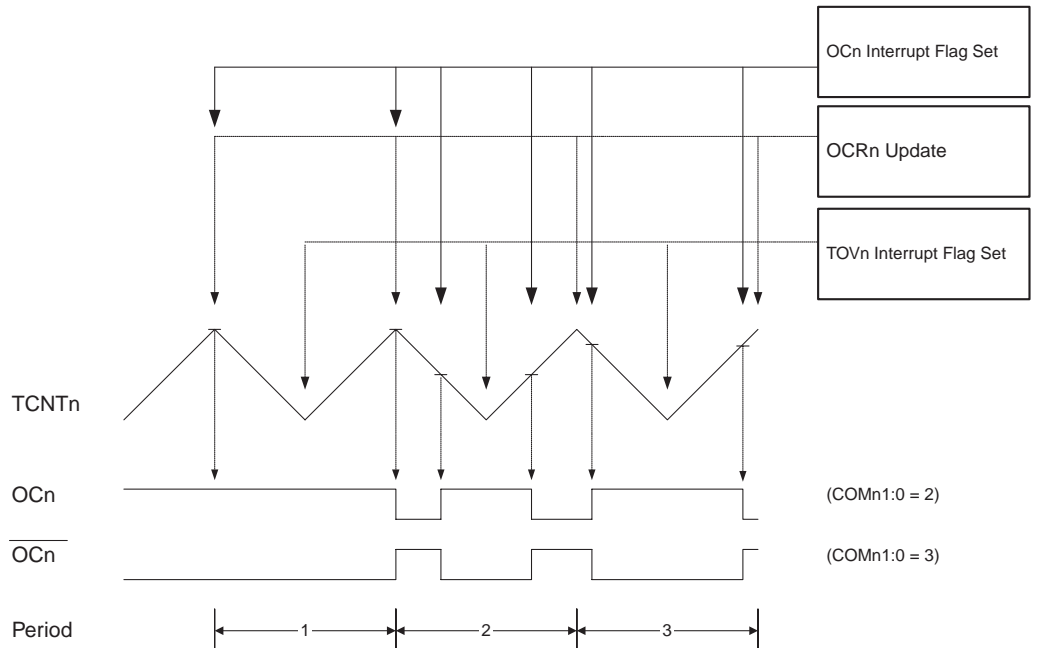 OCn Interrupt Flag Set
OCRn Update
TOVn Interrupt Flag Set
TCNTn
OCn
(COMn1:0 = 2)
OCn
(COMn1:0 = 3)
Period
1
2
3